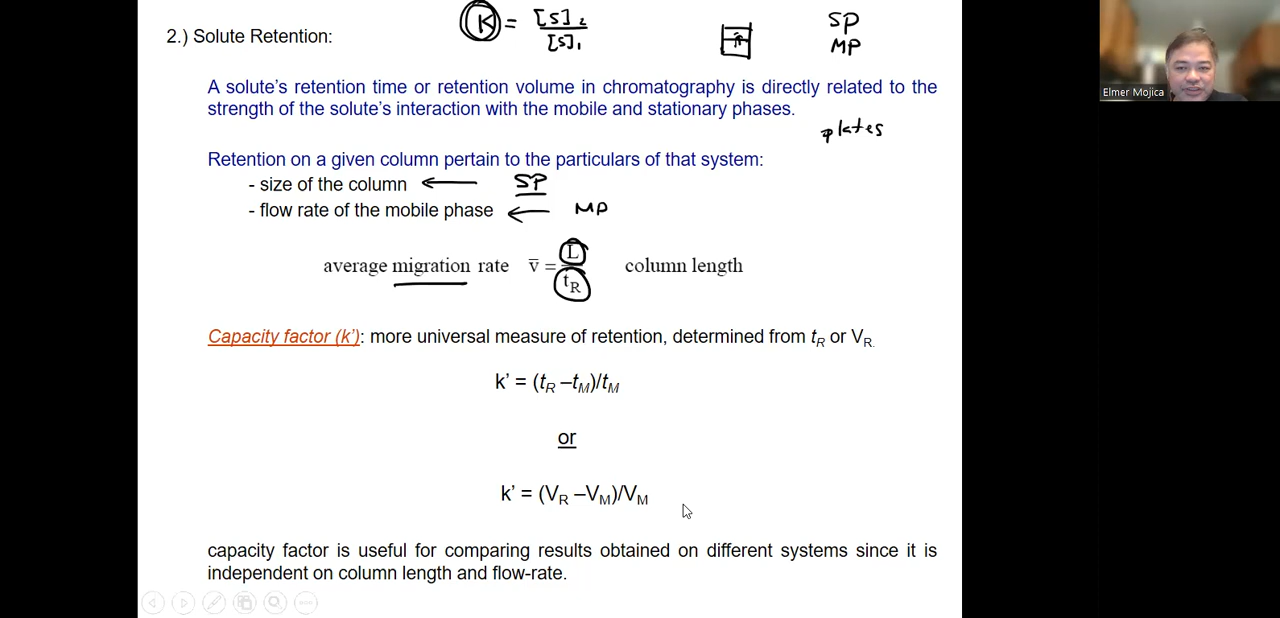 K = [S]₂
[S]₁
SP
MP
2.) Solute Retention:
Elmer Mojica
A solute's retention time or retention volume in chromatography is directly related to the
strength of the solute's interaction with the mobile and stationary phases.
plates
Retention on a given column pertain to the particulars of that system:
- size of the column SP
- flow rate of the mobile phase MP
average migration rate v̄ = L/tR column length
Capacity factor (k'): more universal measure of retention, determined from tR or VR.
k' = (tR –tM)/tM
or
k' = (VR –VM)/VM
capacity factor is useful for comparing results obtained on different systems since it is
independent on column length and flow-rate.